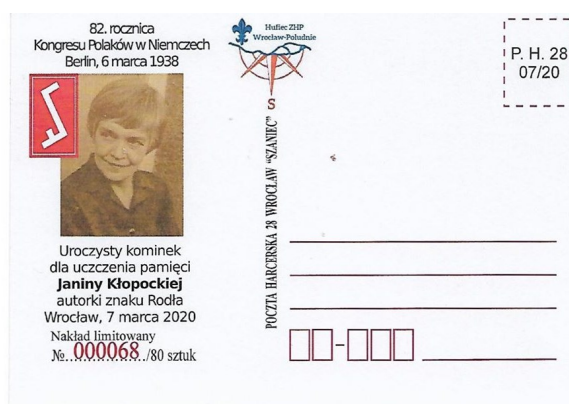 82. rocznica
Kongresu Polaków w Niemczech
Berlin, 6 marca 1938
Uroczysty kominek
dla uczczenia pamięci
Janiny Kłopockiej
autorki znaku Rodła
Wrocław, 7 marca 2020
Nakład limitowany
№ 000068 /80 sztuk
Hufiec ZHP
Wrocław-Południe
S
POCZTA HARCERSKA 28 WROCŁAW “SZANIEC”
P. H. 28
07/20